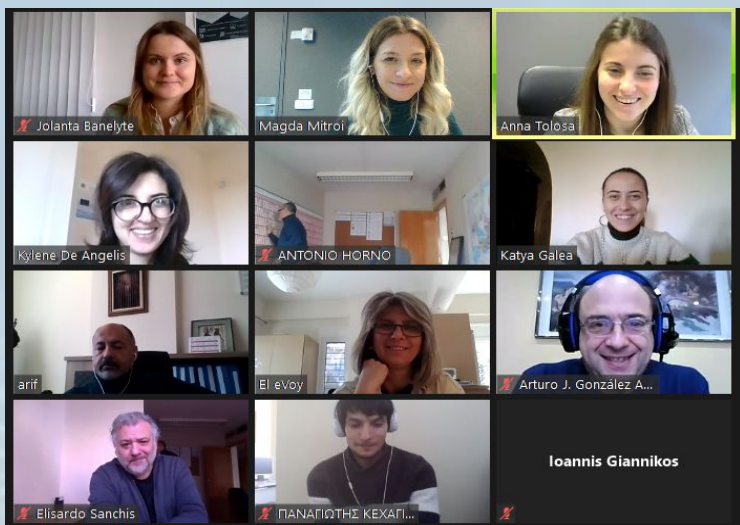 Jolanta Banelyte
Magda Mitroi
Anna Tolosa
Kylene De Angelis
ANTONIO HORNO
Katya Galea
arif
El eVoy
Arturo J. González A...
Elisardo Sanchis
ΠΑΝΑΓΙΩΤΗΣ ΚΕΧΑΓΙ...
Ioannis Giannikos